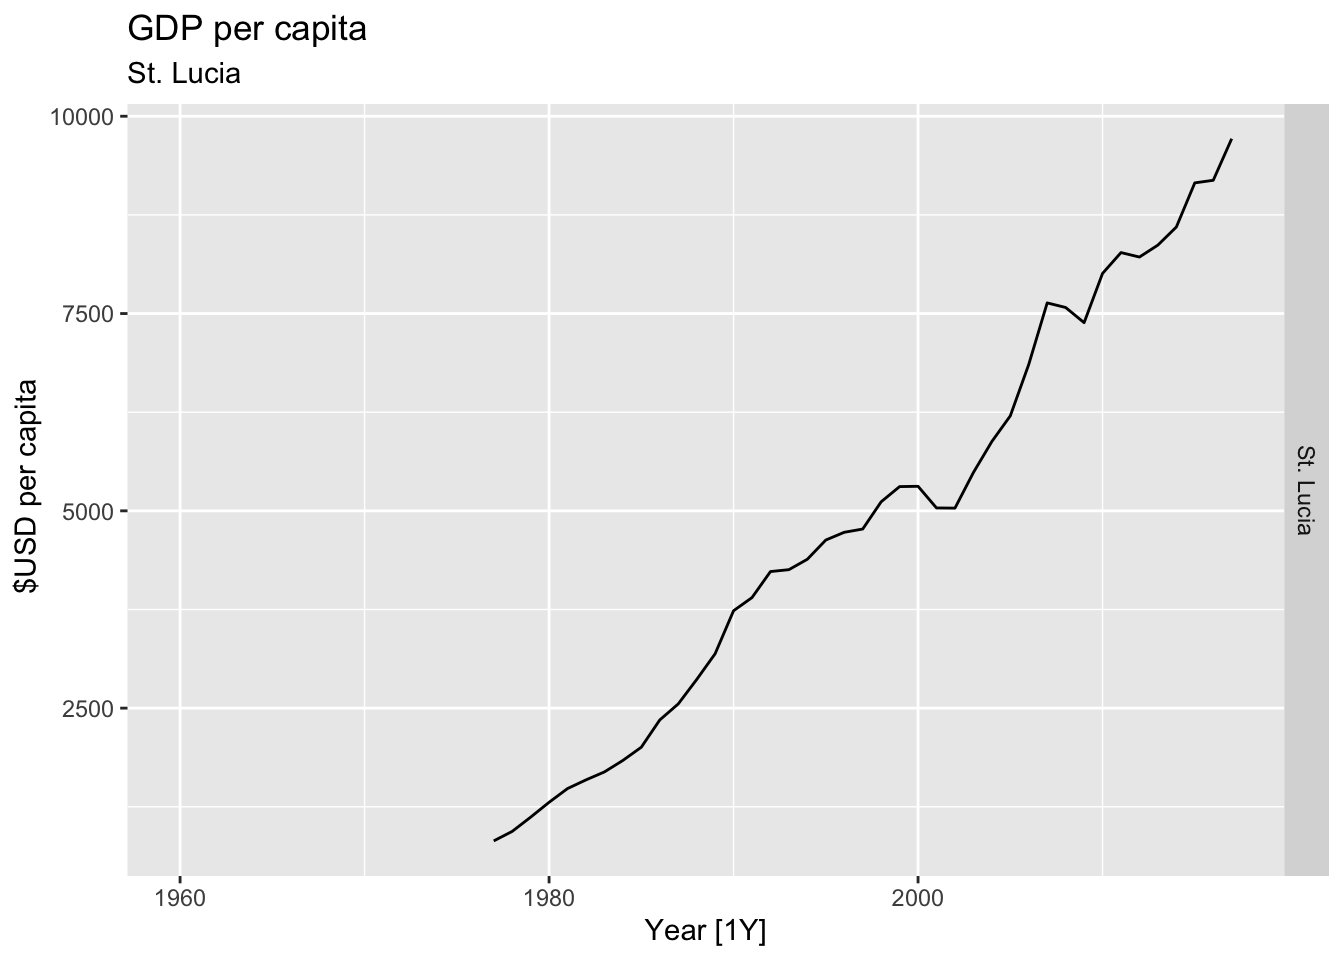 GDP per capita
St. Lucia
10000
7500
5000
2500
$USD per capita
St. Lucia
1960
1980
2000
Year [1Y]